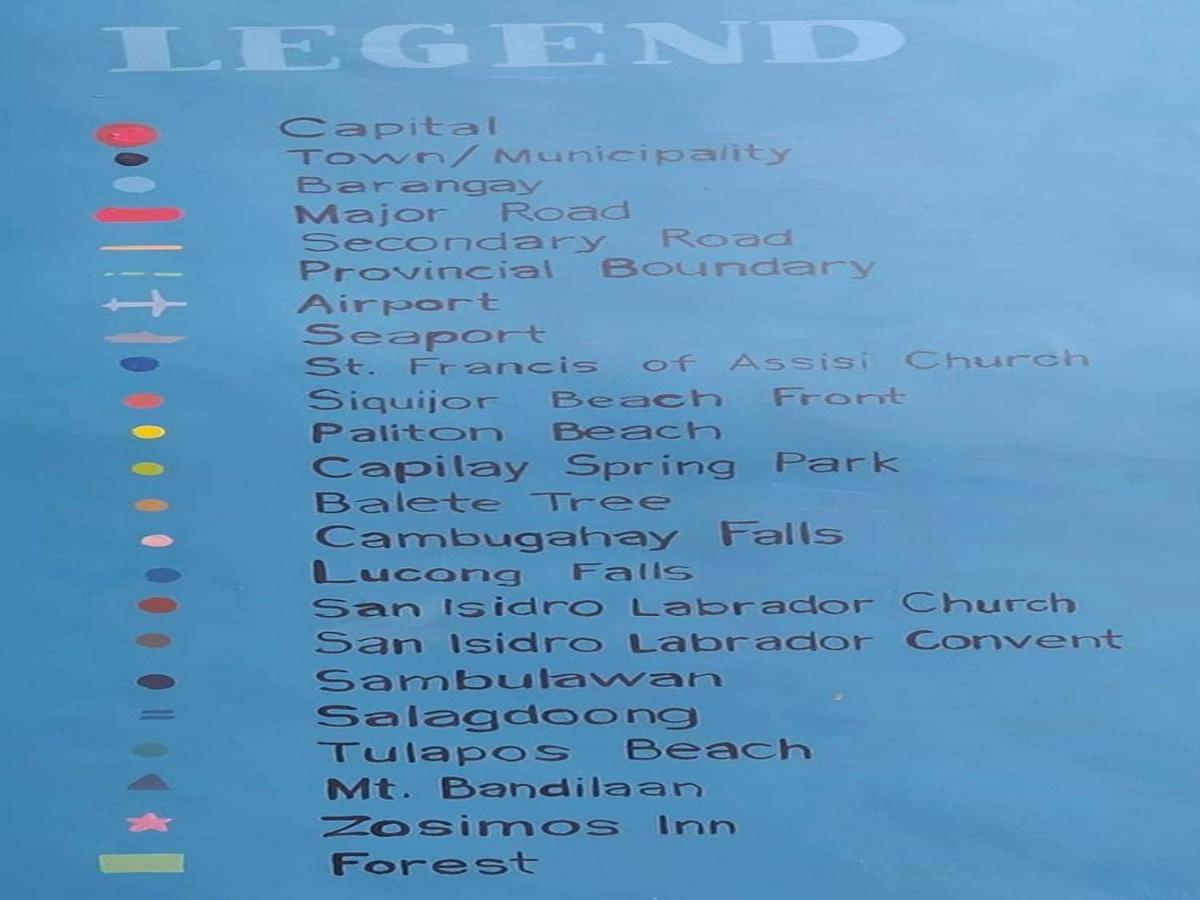 LEGEND
Capital
Town/Municipality
Barangay
Major Road
Secondary Road
Provincial Boundary
Airport
Seaport
St. Francis of Assisi Church
Siquijor Beach Front
Paliton Beach
Capilay Spring Park
Balete Tree
Cambugahay Falls
Lucong Falls
San Isidro Labrador Church
San Isidro Labrador Convent
Sambulawan
Salagdoong
Tulapos Beach
Mt. Bandilaan
Zosimos Inn
Forest